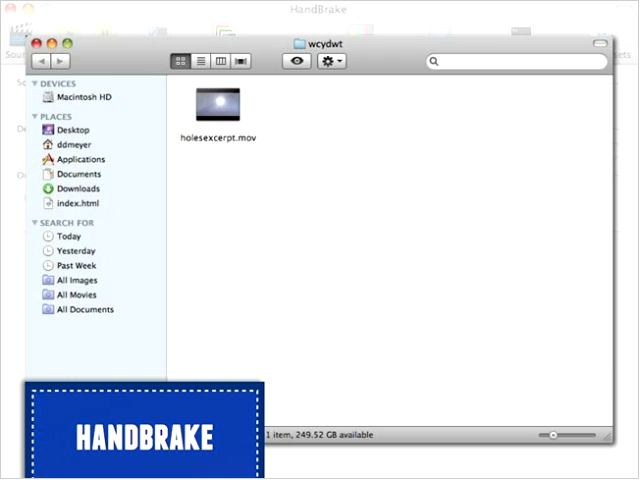 HandBrake
wcydwt
DEVICES
Macintosh HD
PLACES
Desktop
ddmeyer
Applications
Documents
Downloads
index.html
SEARCH FOR
Today
Yesterday
Past Week
All Images
All Movies
All Documents
holesexcerpt.mov
1 item, 249.52 GB available
HANDBRAKE